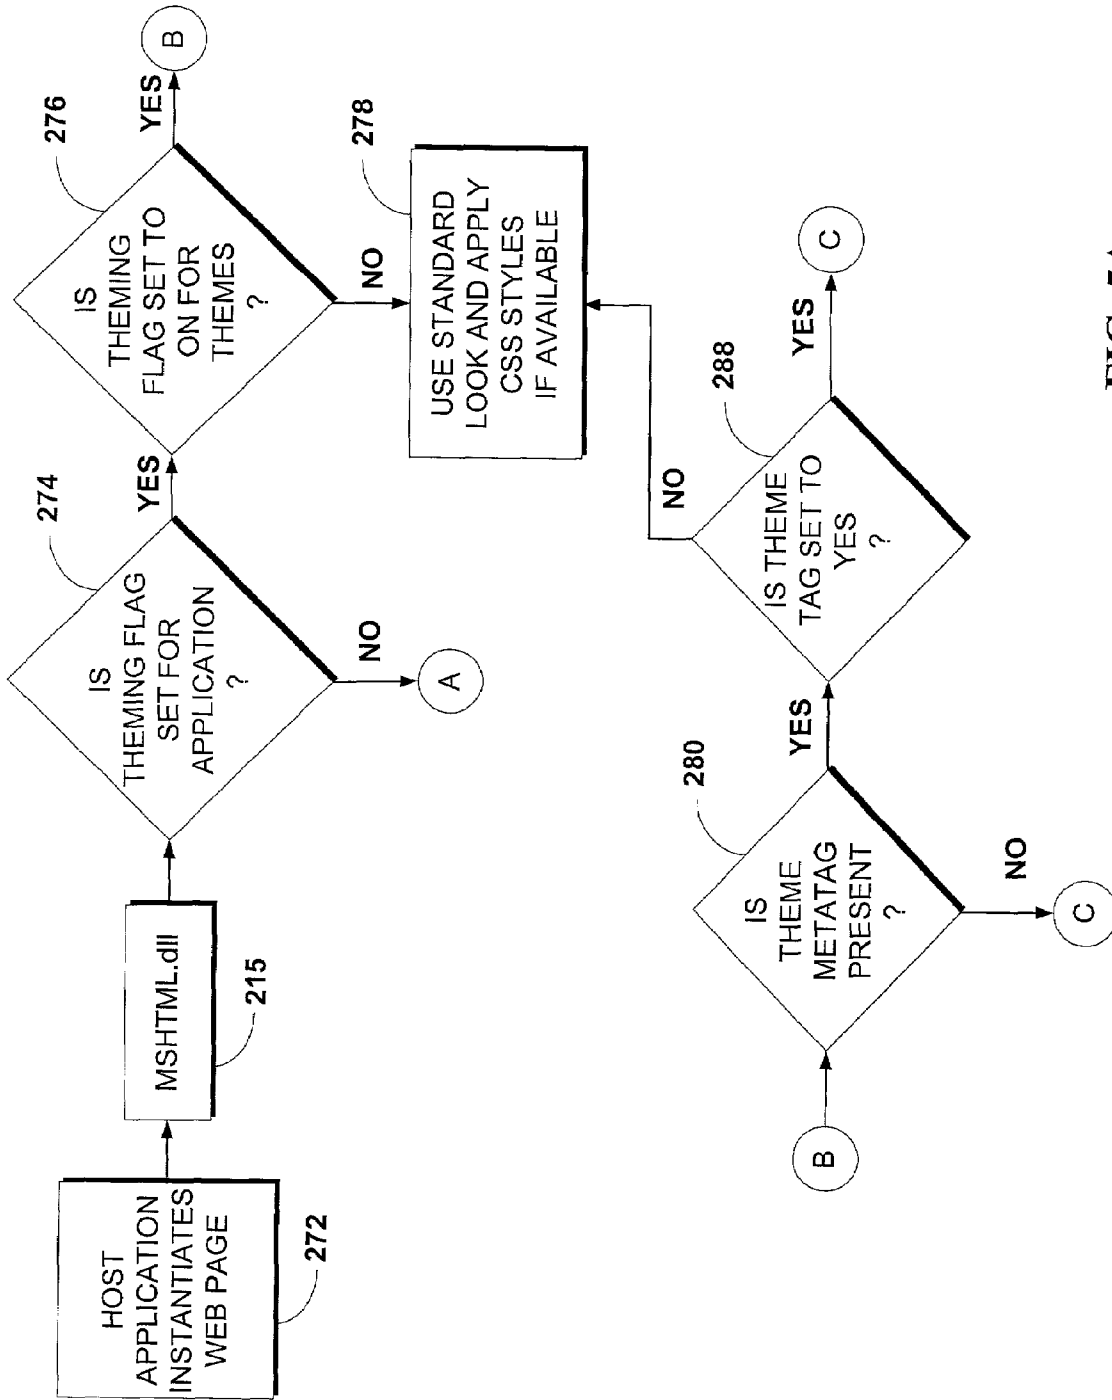 HOST
APPLICATION
INSTANTIATES
WEB PAGE
272
MSHTML.dll
215
IS
THEMING FLAG
SET FOR
APPLICATION
?
274
YES
NO
A
IS
THEMING
FLAG SET TO
ON FOR
THEMES
?
276
YES
B
NO
USE STANDARD
LOOK AND APPLY
CSS STYLES
IF AVAILABLE
278
B
IS
THEME
METATAG
PRESENT
?
280
YES
NO
C
IS THEME
TAG SET TO
YES
?
288
NO
YES
C